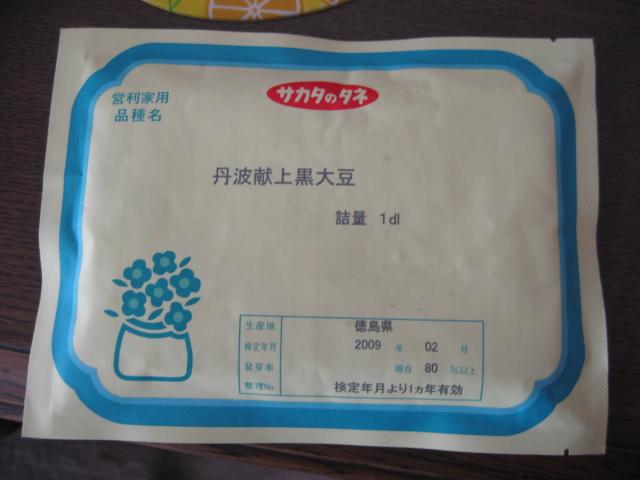 サカタのタネ
営利家用
品種名
丹波献上黒大豆
詰量 1dl
生産地 徳島県
検定年月 2009 年 02 月
発芽率 現在 80 %以上
整理No. 検定年月より1ヵ年有効